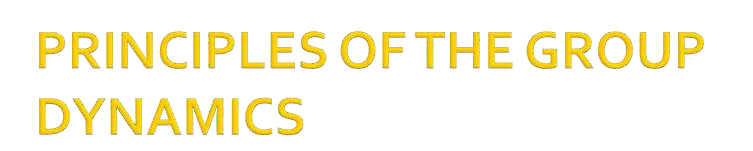 PRINCIPLES OF THE GROUP
DYNAMICS